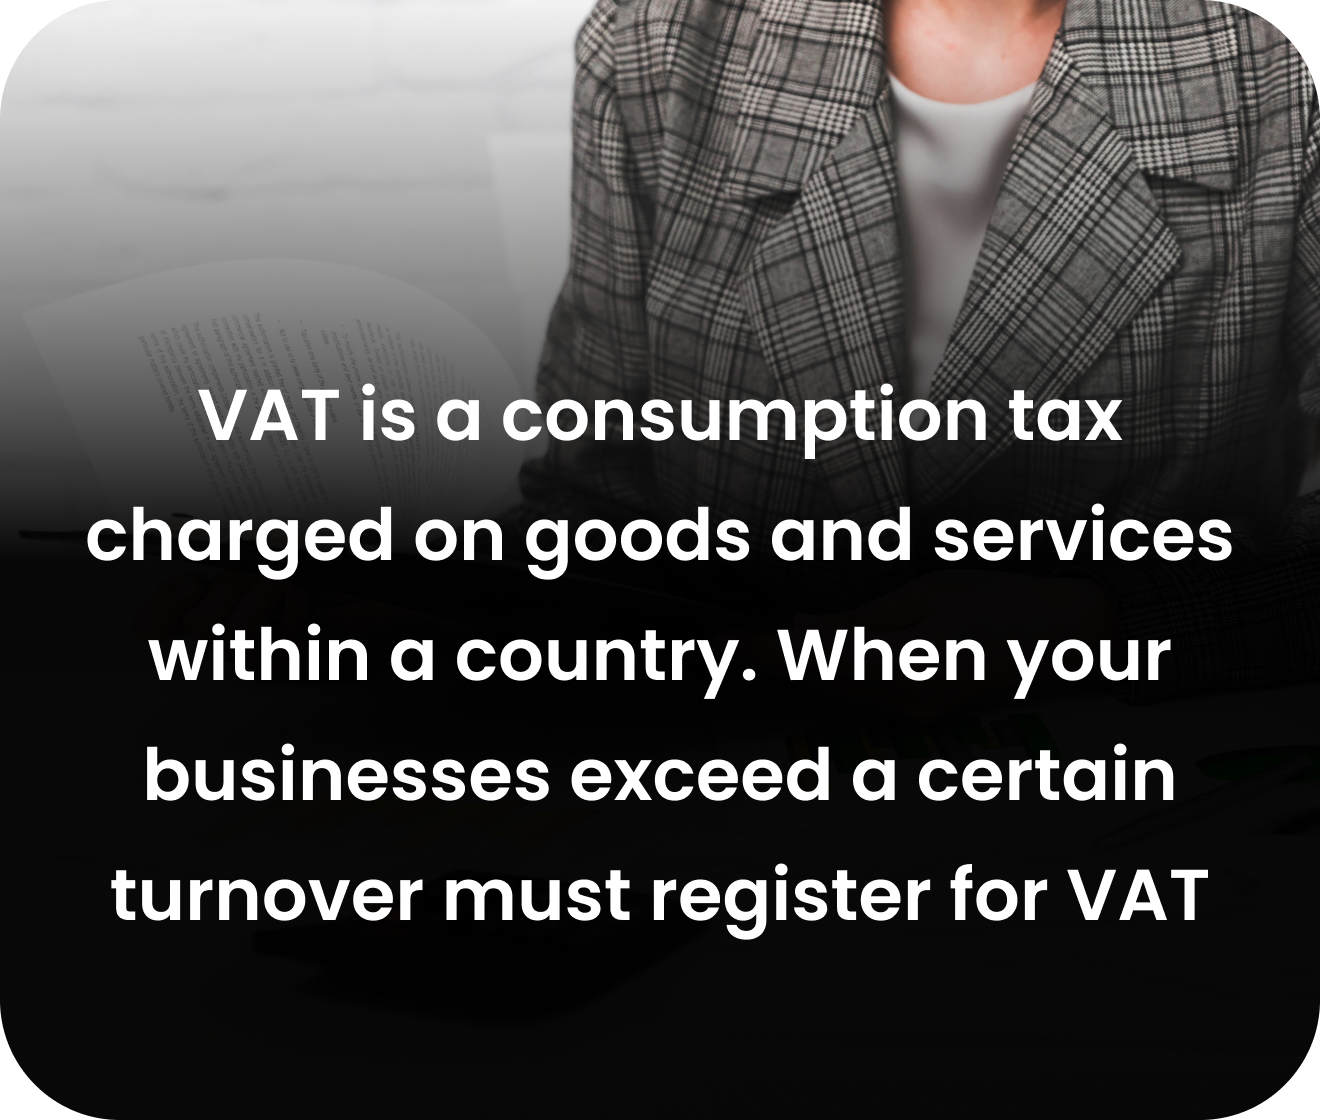 VAT is a consumption tax
charged on goods and services
within a country. When your
businesses exceed a certain
turnover must register for VAT